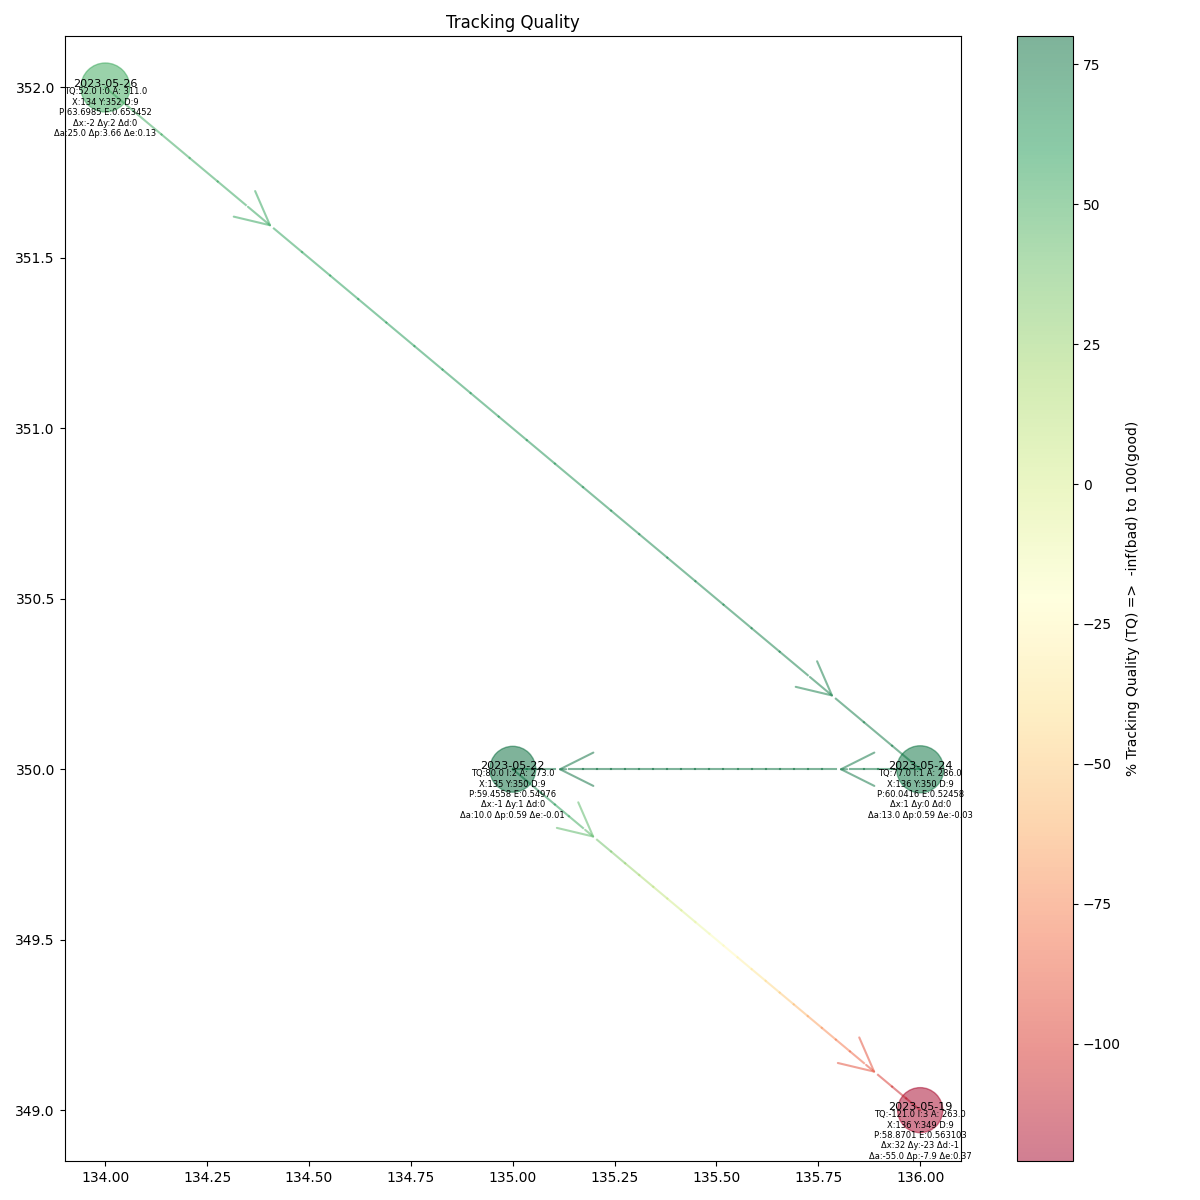 Tracking Quality
352.0
351.5
351.0
350.5
350.0
349.5
349.0
2023-05-26
TQ:52.0 I:0 A: 311.0
X:134 Y:352 D:9
P:63.6985 E:0.653452
Δx:-2 Δy:2 Δd:0
Δa:25.0 Δp:3.66 Δe:0.13
2023-05-22
TQ:80.0 I:2 A: 273.0
X:135 Y:350 D:9
P:59.4558 E:0.54976
Δx:-1 Δy:1 Δd:0
Δa:10.0 Δp:0.59 Δe:-0.01
2023-05-24
TQ:77.0 I:1 A: 286.0
X:136 Y:350 D:9
P:60.0416 E:0.52458
Δx:1 Δy:0 Δd:0
Δa:13.0 Δp:0.59 Δe:-0.03
2023-05-19
TQ:-121.0 I:3 A: 263.0
X:136 Y:349 D:9
P:58.8701 E:0.563103
Δx:32 Δy:-23 Δd:-1
Δa:-55.0 Δp:-7.9 Δe:0.37
134.00
134.25
134.50
134.75
135.00
135.25
135.50
135.75
136.00
75
50
25
0
−25
−50
−75
−100
% Tracking Quality (TQ) => -inf(bad) to 100(good)